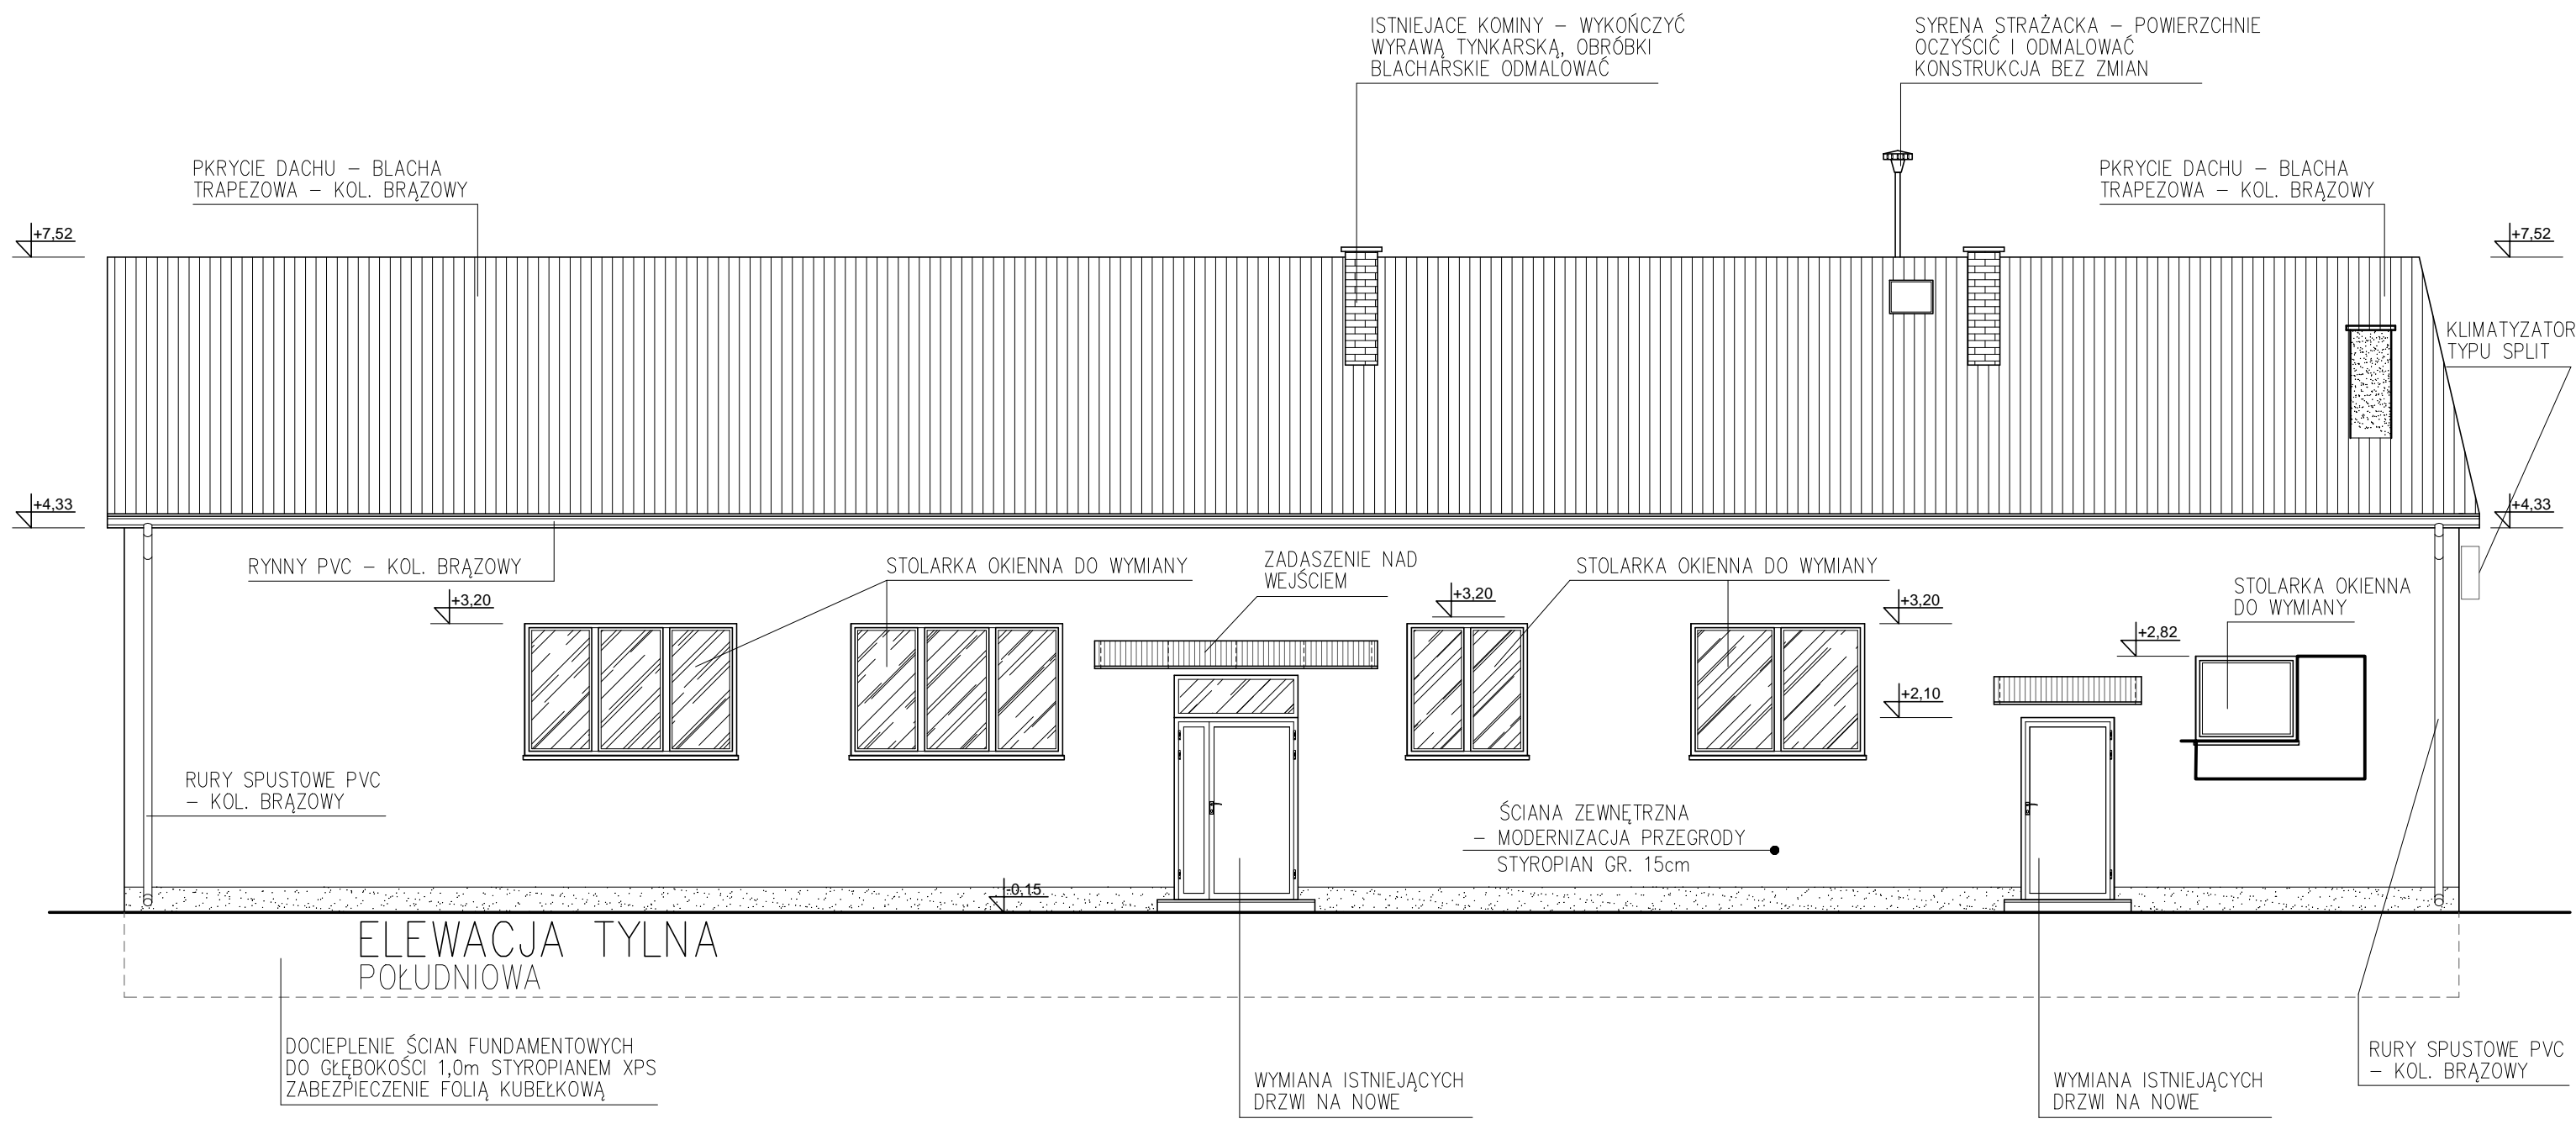 ISTNIEJACE KOMINY – WYKOŃCZYĆ
WYRAWĄ TYNKARSKĄ, OBRÓBKI
BLACHARSKIE ODMALOWAĆ
SYRENA STRAŻACKA – POWIERZCHNIE
OCZYŚCIĆ I ODMALOWAĆ
KONSTRUKCJA BEZ ZMIAN
PKRYCIE DACHU – BLACHA
TRAPEZOWA – KOL. BRĄZOWY
PKRYCIE DACHU – BLACHA
TRAPEZOWA – KOL. BRĄZOWY
+7,52
+7,52
KLIMATYZATOR
TYPU SPLIT
+4,33
+4,33
RYNNY PVC – KOL. BRĄZOWY
STOLARKA OKIENNA DO WYMIANY
ZADASZENIE NAD
WEJŚCIEM
STOLARKA OKIENNA DO WYMIANY
STOLARKA OKIENNA
DO WYMIANY
+3,20
+3,20
+3,20
+2,82
+2,10
RURY SPUSTOWE PVC
– KOL. BRĄZOWY
ŚCIANA ZEWNĘTRZNA
– MODERNIZACJA PRZEGRODY
STYROPIAN GR. 15cm
-0,15
ELEWACJA TYLNA
POŁUDNIOWA
DOCIEPLENIE ŚCIAN FUNDAMENTOWYCH
DO GŁĘBOKOŚCI 1,0m STYROPIANEM XPS
ZABEZPIECZENIE FOLIĄ KUBEŁKOWĄ
WYMIANA ISTNIEJĄCYCH
DRZWI NA NOWE
WYMIANA ISTNIEJĄCYCH
DRZWI NA NOWE
RURY SPUSTOWE PVC
– KOL. BRĄZOWY